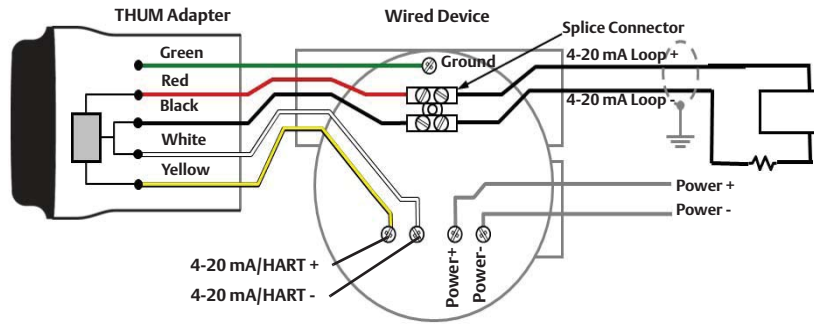 THUM Adapter
Wired Device
Splice Connector
Green
Ground
4-20 mA Loop +
Red
Black
4-20 mA Loop -
White
Yellow
Power +
Power -
4-20 mA/HART +
4-20 mA/HART -
Power+
Power-